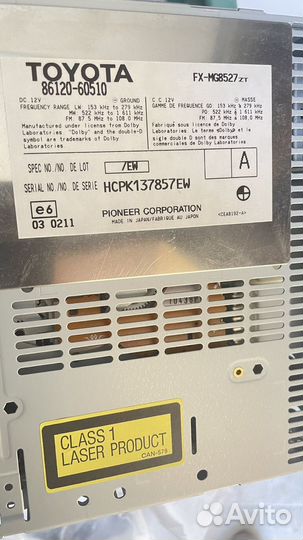 TOYOTA
86120-60510
FX-MG8527ZT
DC.12V GROUND
FREQUENCY RANGE LW: 153 kHz to 279 kHz
MW: 522 kHz to 1 611 kHz
FM: 87.5 MHz to 108.0 MHz
Manufactured under license from Dolby
Laboratories "Dolby" and the double-D
symbol are trademarks of Dolby
Laboratories.
C.C.12V MASSE
GAMME DE FREQUENCE GO: 153 kHz à 279 kHz
PO: 522 kHz à 1 611 kHz
FM: 87,5 MHz à 108,0 MHz
Fabriqué sous licence de Dolby
Laboratories. Le terme «Dolby» et le
sigle double D sont des marques
commerciales de Dolby Laboratories.
SPEC NO./NO. DE LOT /EW
A
SERIAL NO./NO. DE SERIE HCPK137857EW
e6
03 0211
PIONEER CORPORATION
MADE IN JAPAN/FABRIQUÉ AU JAPON
<CEA8192-A>
CLASS 1
LASER PRODUCT
CAN-579
Avito